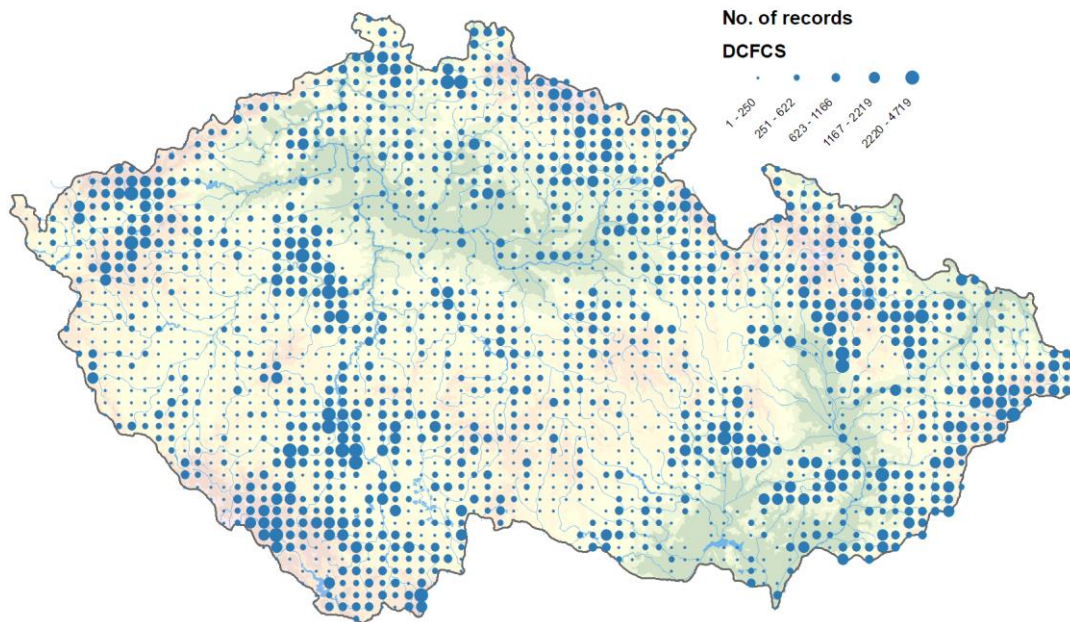 No. of records
DCFCS
1 - 250
251 - 622
623 - 1166
1167 - 2219
2220 - 4719